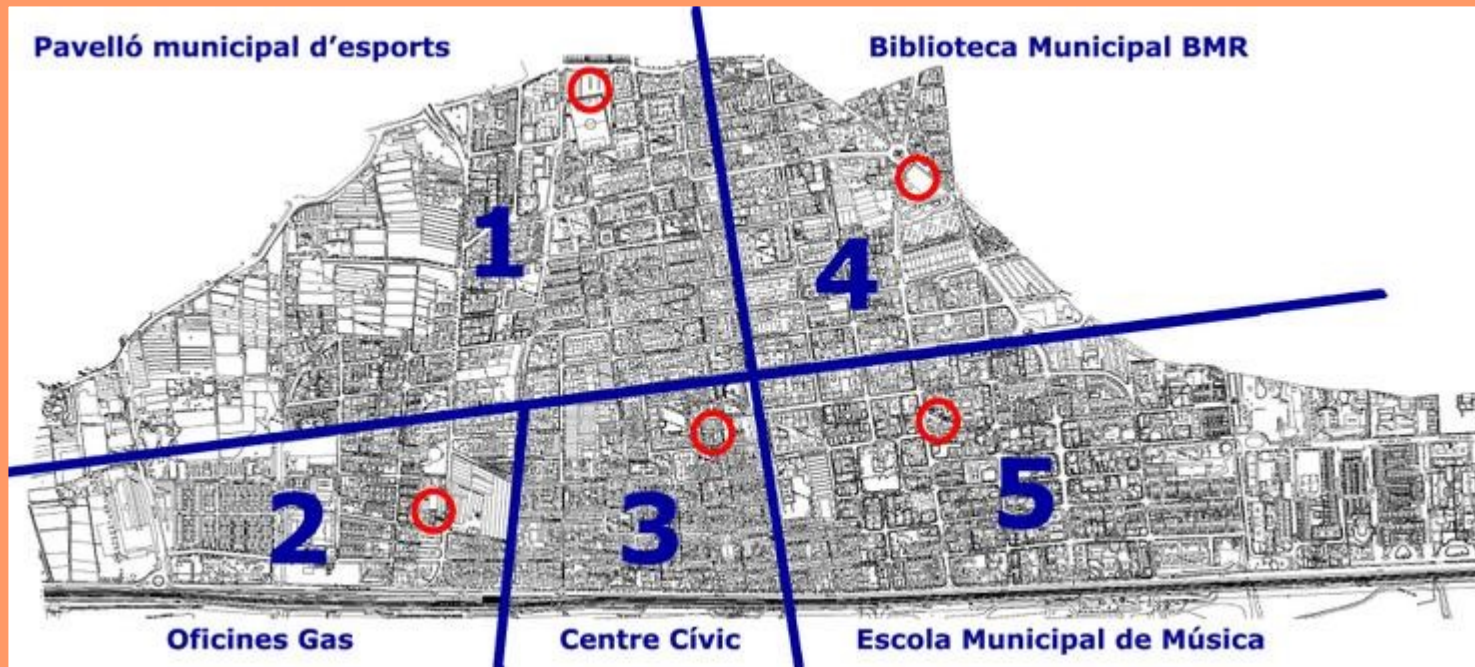 Pavelló municipal d'esports
Biblioteca Municipal BMR
1
4
2
3
5
Oficines Gas
Centre Cívic
Escola Municipal de Música